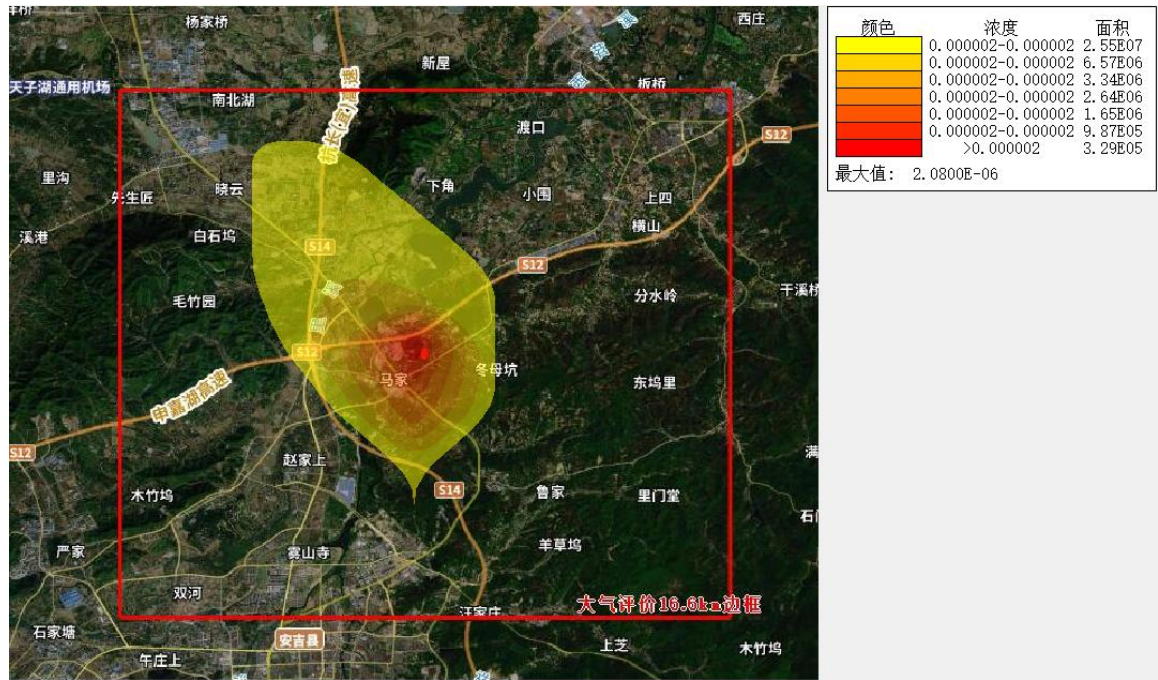 杨家桥
西庄
新屋
天子湖通用机场
南北湖
板桥
杭长(宜)高速
渡口
S12
里沟
先生匠
晓云
下角
小围
上四
溪港
白石坞
S14
横山
S12
毛竹园
分水岭
干溪桥
S12
冬母坑
马家
东坞里
申嘉湖高速
S12
赵家上
木竹坞
S14
鲁家
里门堂
严家
雾山寺
羊草坞
双河
汪家庄
大气评价16.6km边框
石家塘
安吉县
上芝
午庄上
木竹坞
颜色 浓度 面积
0.000002-0.000002 2.55E07
0.000002-0.000002 6.57E06
0.000002-0.000002 3.34E06
0.000002-0.000002 2.64E06
0.000002-0.000002 1.65E06
0.000002-0.000002 9.87E05
>0.000002 3.29E05
最大值: 2.0800E-06